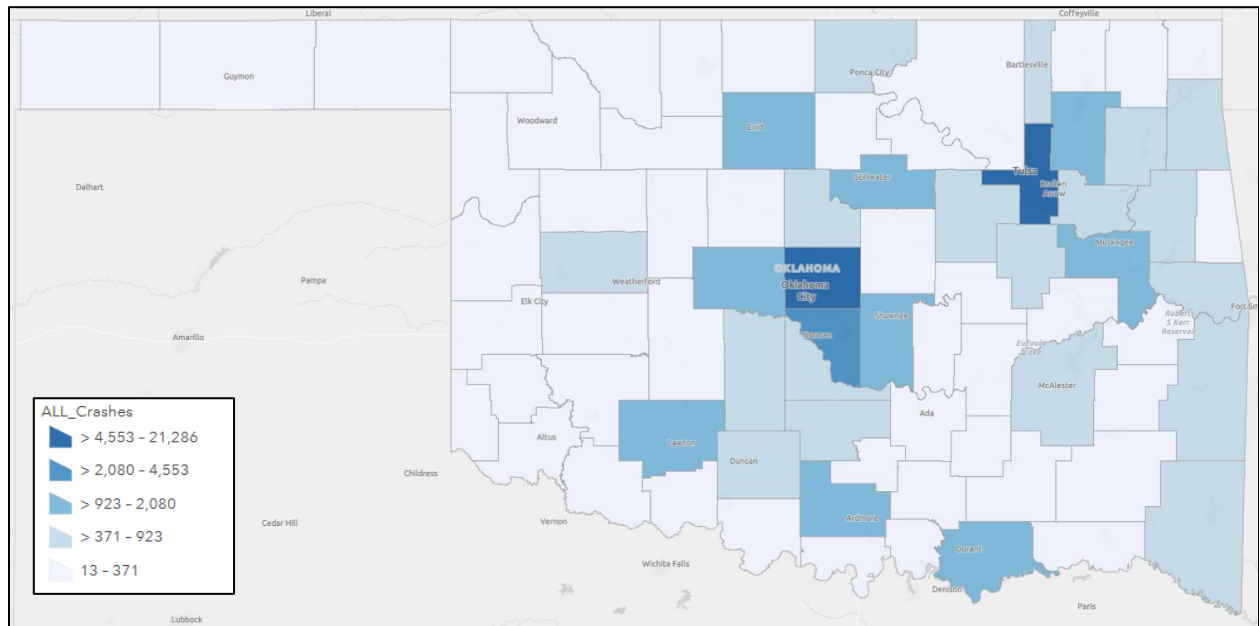 Liberal
Coffeyville
Guymon
Ponca City
Bartlesville
Woodward
Enid
Dalhart
Stillwater
Tulsa
Broken
Arrow
Muskogee
OKLAHOMA
Oklahoma
City
Pampa
Weatherford
Elk City
Shawnee
Fort Sm
Robert
S Kerr
Reservoir
Amarillo
Norman
Eufaula
Lake
McAlester
ALL_Crashes
> 4,553 - 21,286
> 2,080 - 4,553
> 923 - 2,080
> 371 - 923
13 - 371
Ada
Altus
Lawton
Duncan
Childress
Cedar Hill
Vernon
Ardmore
Durant
Wichita Falls
Denison
Paris
Lubbock